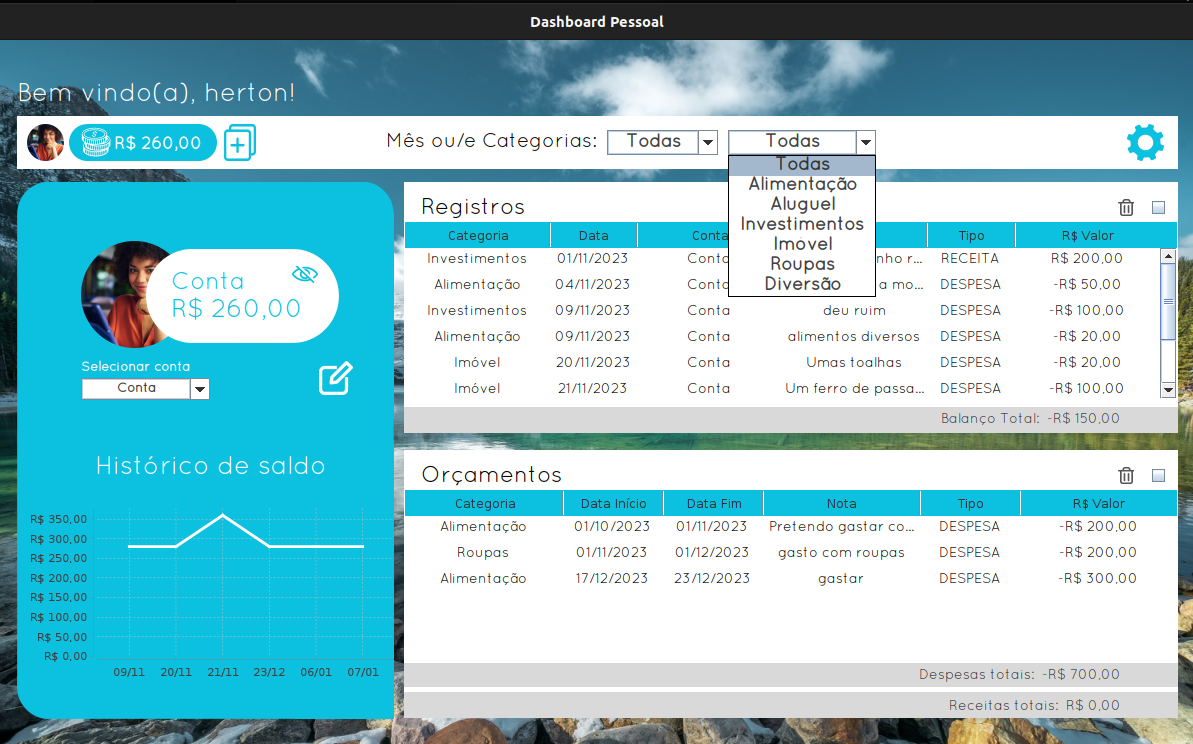 Dashboard Pessoal
Bem vindo(a), herton!
R$ 260,00
Mês ou/e Categorias: Todas Todas
Todas
Alimentação
Aluguel
Investimentos
Imóvel
Roupas
Diversão
Conta
R$ 260,00
Selecionar conta
Conta
Histórico de saldo
R$ 350,00
R$ 300,00
R$ 250,00
R$ 200,00
R$ 150,00
R$ 100,00
R$ 50,00
R$ 0,00
09/11 20/11 21/11 23/12 06/01 07/01
Registros
Categoria Data Conta Tipo R$ Valor
Investimentos 01/11/2023 Conta nho r... RECEITA R$ 200,00
Alimentação 04/11/2023 Conta a mo... DESPESA -R$ 50,00
Investimentos 09/11/2023 Conta deu ruim DESPESA -R$ 100,00
Alimentação 09/11/2023 Conta alimentos diversos DESPESA -R$ 20,00
Imóvel 20/11/2023 Conta Umas toalhas DESPESA -R$ 20,00
Imóvel 21/11/2023 Conta Um ferro de passa... DESPESA -R$ 100,00
Balanço Total: -R$ 150,00
Orçamentos
Categoria Data Início Data Fim Nota Tipo R$ Valor
Alimentação 01/10/2023 01/11/2023 Pretendo gastar co... DESPESA -R$ 200,00
Roupas 01/11/2023 01/12/2023 gasto com roupas DESPESA -R$ 200,00
Alimentação 17/12/2023 23/12/2023 gastar DESPESA -R$ 300,00
Despesas totais: -R$ 700,00
Receitas totais: R$ 0,00